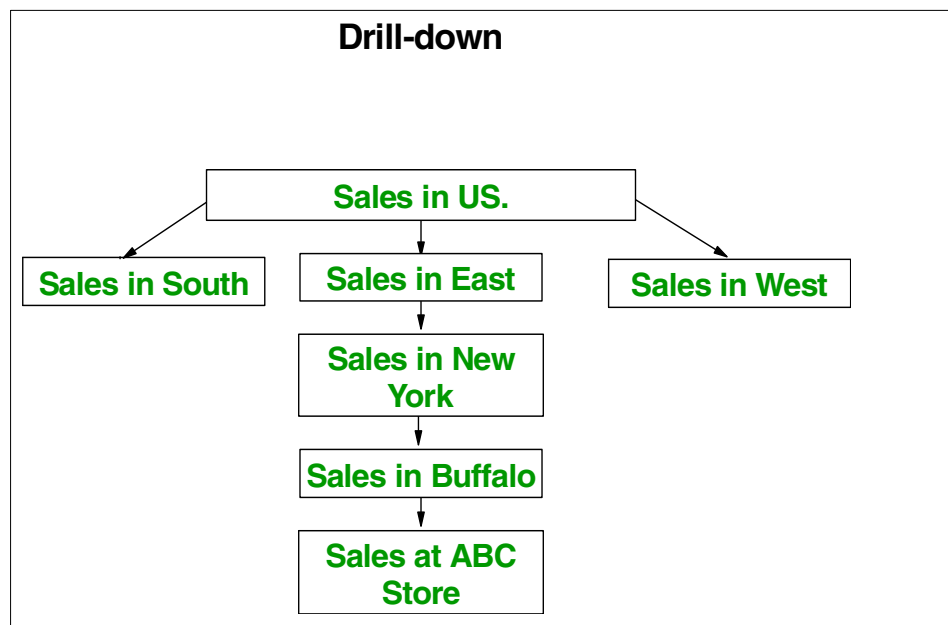 Drill-down
Sales in US.
Sales in South
Sales in East
Sales in West
Sales in New
York
Sales in Buffalo
Sales at ABC
Store